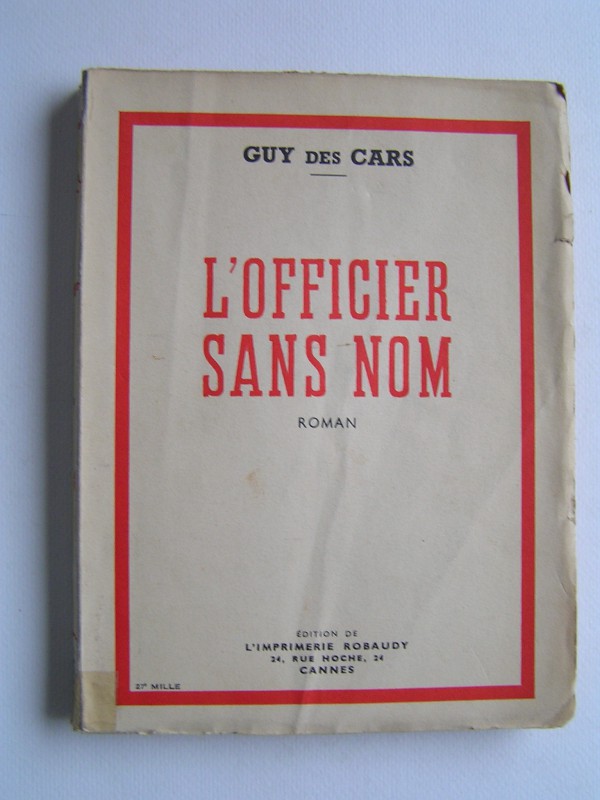 GUY DES CARS
L'OFFICIER
SANS NOM
ROMAN
ÉDITION DE
L'IMPRIMERIE ROBAUDY
24, RUE HOCHE, 24
CANNES
27e MILLE